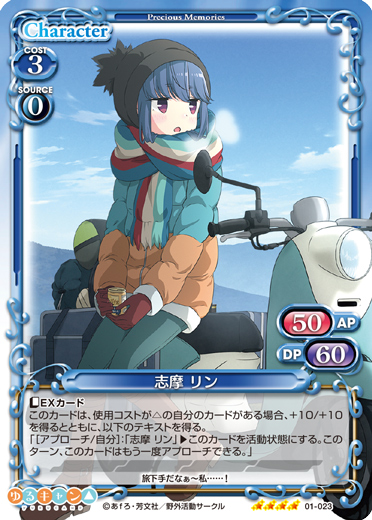 Precious Memories
Character
COST
3
SOURCE
0
50 AP
DP 60
志摩 リン
EXカード
このカードは、使用コストが△の自分のカードがある場合、+10/+10
を得るとともに、以下のテキストを得る。
「[アプローチ/自分]:「志摩 リン」▶このカードを活動状態にする。この
ターン、このカードはもう一度アプローチできる。」
旅下手だなぁ〜私……!
ゆるキャン△
©あfろ・芳文社/野外活動サークル
01-023